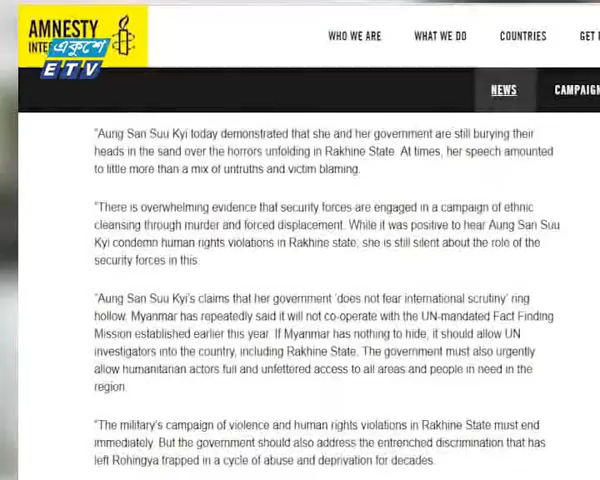 AMNESTY
INTE
একুশে
ETV
WHO WE ARE WHAT WE DO COUNTRIES GET
NEWS CAMPAIGN
"Aung San Suu Kyi today demonstrated that she and her government are still burying their
heads in the sand over the horrors unfolding in Rakhine State. At times, her speech amounted
to little more than a mix of untruths and victim blaming.
"There is overwhelming evidence that security forces are engaged in a campaign of ethnic
cleansing through murder and forced displacement. While it was positive to hear Aung San Suu
Kyi condemn human rights violations in Rakhine state, she is still silent about the role of the
security forces in this.
"Aung San Suu Kyi's claims that her government 'does not fear international scrutiny' ring
hollow. Myanmar has repeatedly said it will not co-operate with the UN-mandated Fact Finding
Mission established earlier this year. If Myanmar has nothing to hide, it should allow UN
investigators into the country, including Rakhine State. The government must also urgently
allow humanitarian actors full and unfettered access to all areas and people in need in the
region.
"The military's campaign of violence and human rights violations in Rakhine State must end
immediately. But the government should also address the entrenched discrimination that has
left Rohingya trapped in a cycle of abuse and deprivation for decades.